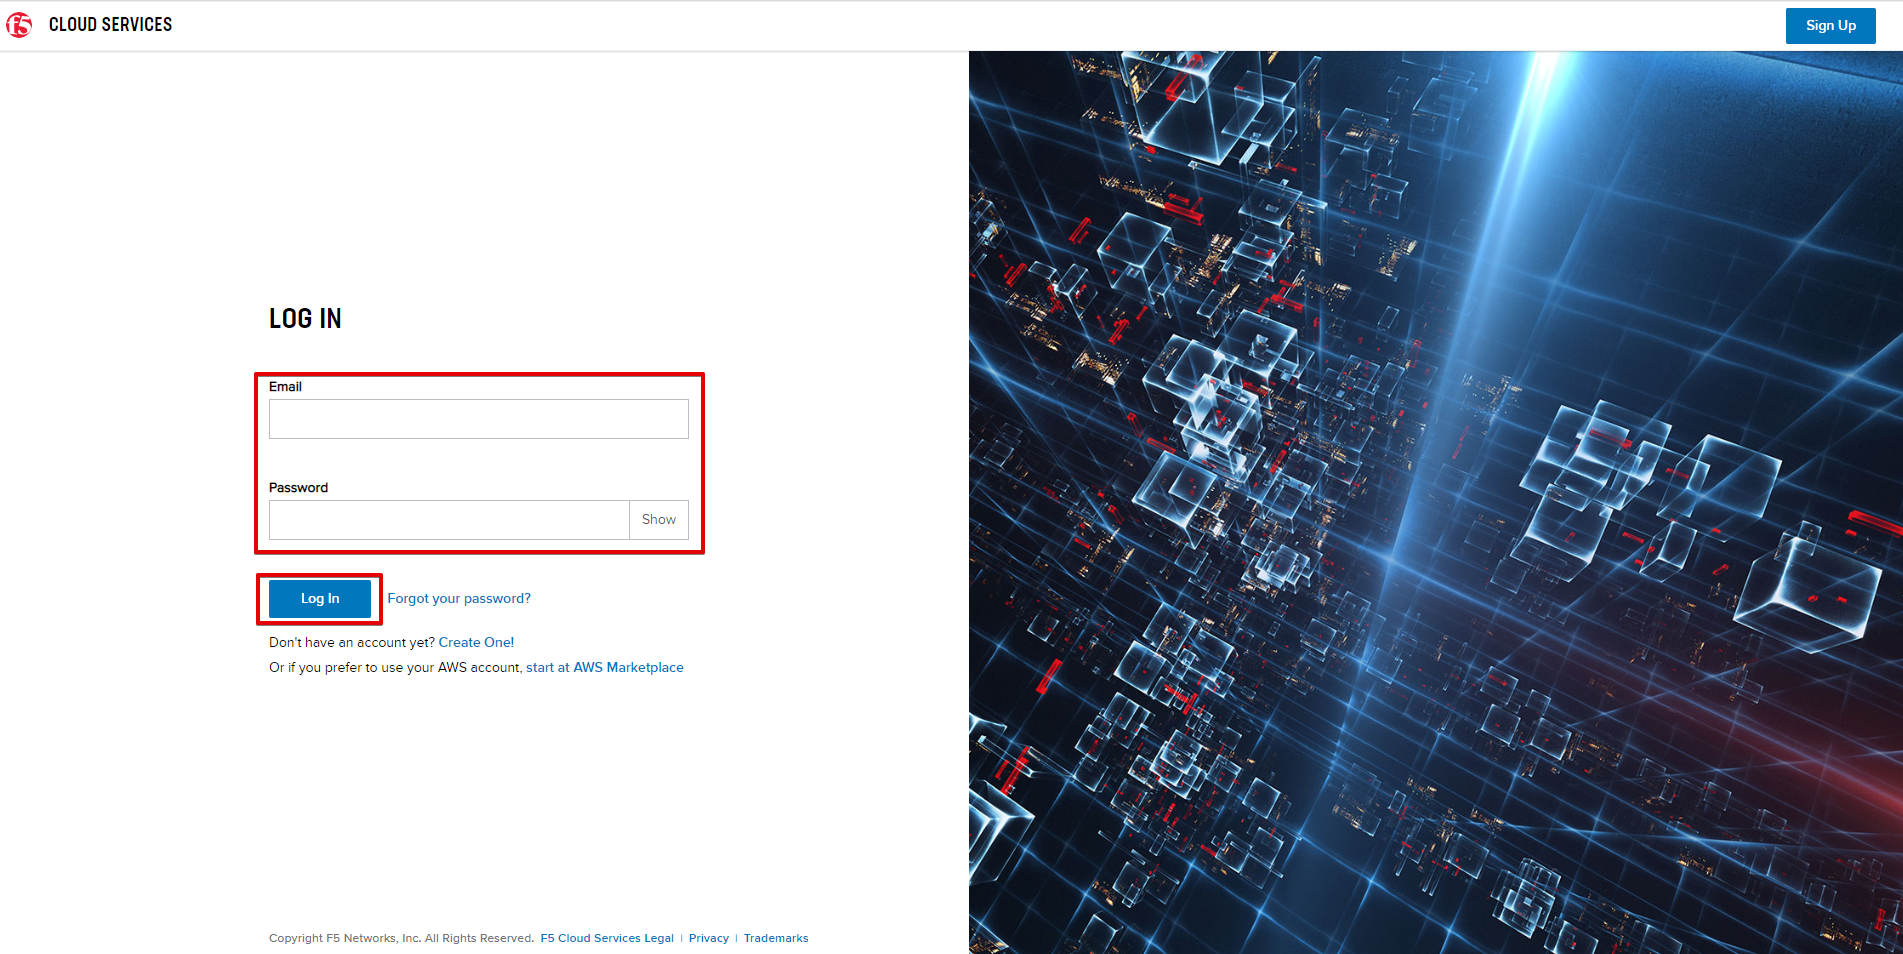 f5 CLOUD SERVICES
Sign Up
LOG IN
Email
Password
Show
Log In Forgot your password?
Don't have an account yet? Create One!
Or if you prefer to use your AWS account, start at AWS Marketplace
Copyright F5 Networks, Inc. All Rights Reserved. F5 Cloud Services Legal | Privacy | Trademarks